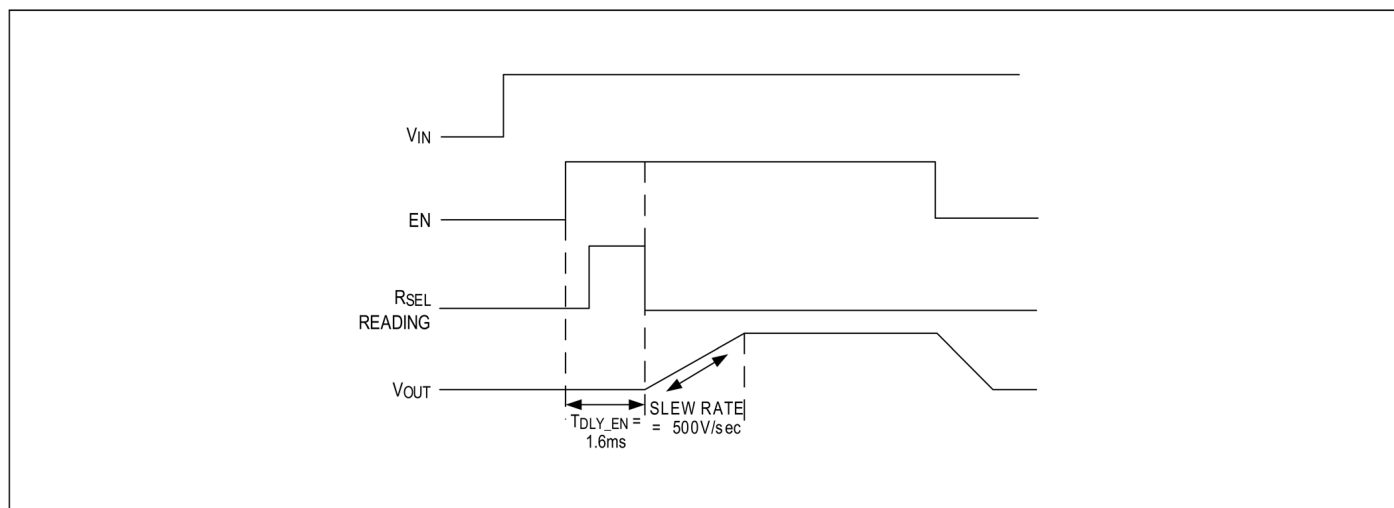 VIN
EN
RSEL
READING
VOUT
TDLY_EN =
1.6ms
SLEW RATE
= 500V/sec